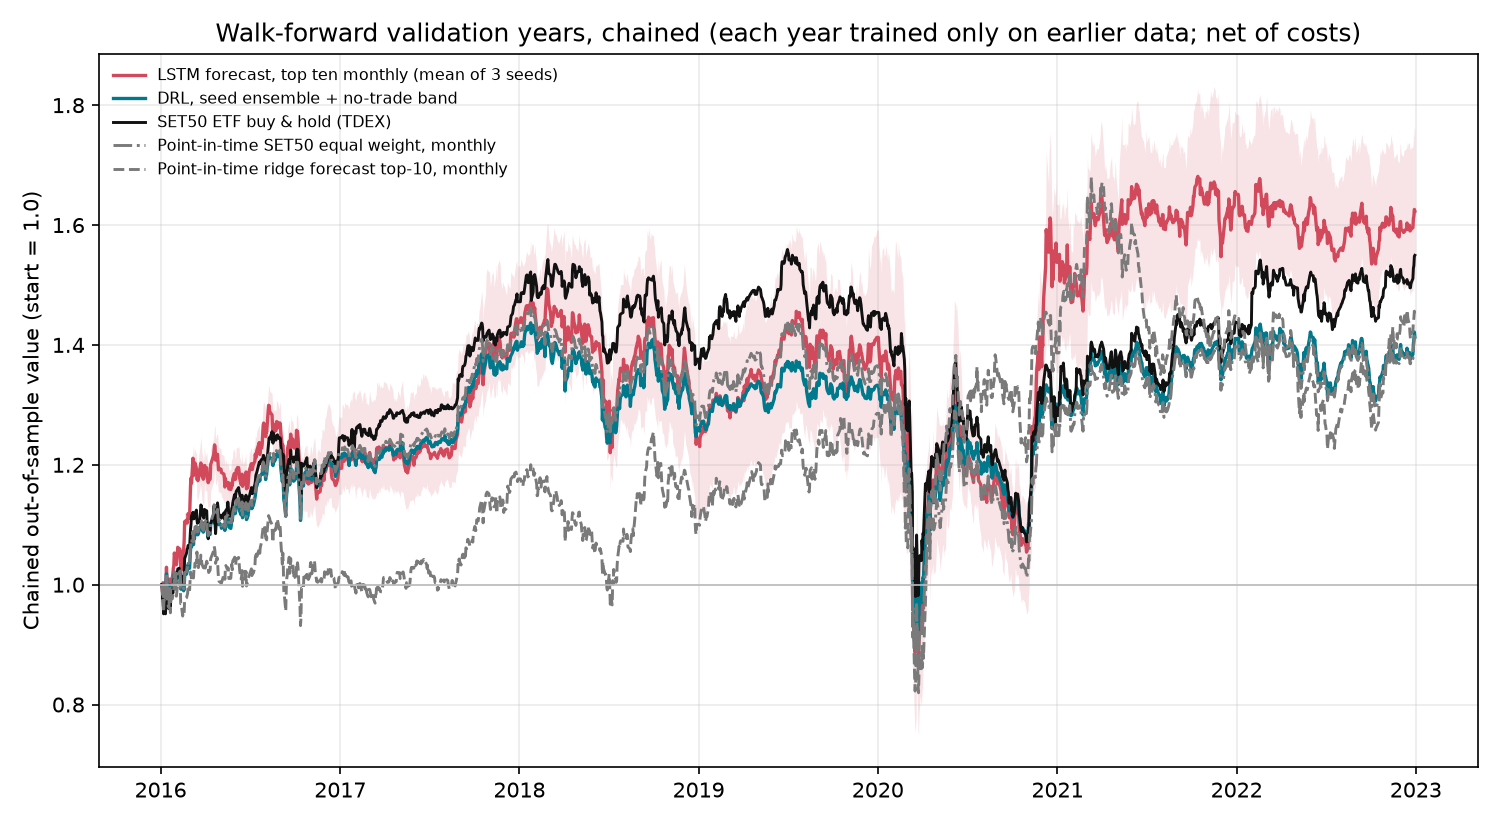 Walk-forward validation years, chained (each year trained only on earlier data; net of costs)
LSTM forecast, top ten monthly (mean of 3 seeds)
DRL, seed ensemble + no-trade band
SET50 ETF buy & hold (TDEX)
Point-in-time SET50 equal weight, monthly
Point-in-time ridge forecast top-10, monthly
Chained out-of-sample value (start = 1.0)
1.8
1.6
1.4
1.2
1.0
0.8
2016 2017 2018 2019 2020 2021 2022 2023